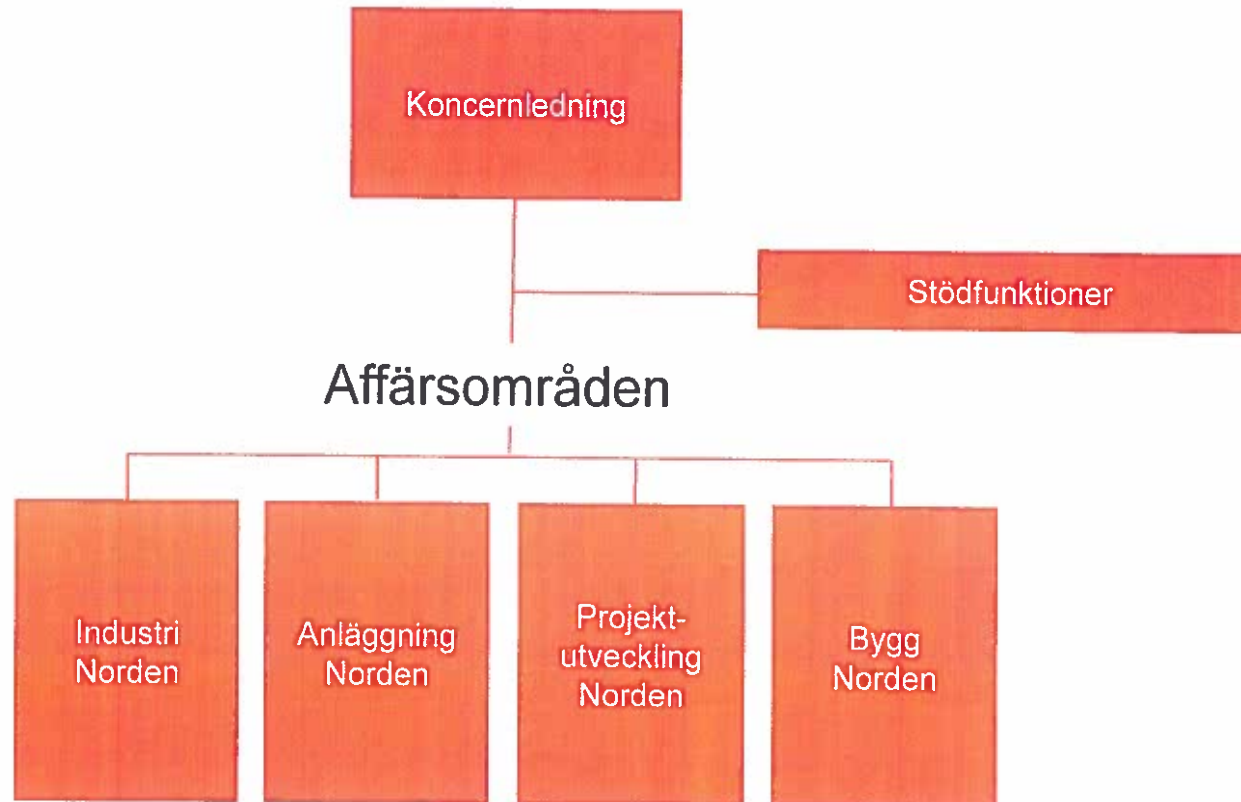 Koncernledning
Stödfunktioner
Affärsområden
Industri
Norden
Anläggning
Norden
Projekt-
utveckling
Norden
Bygg
Norden